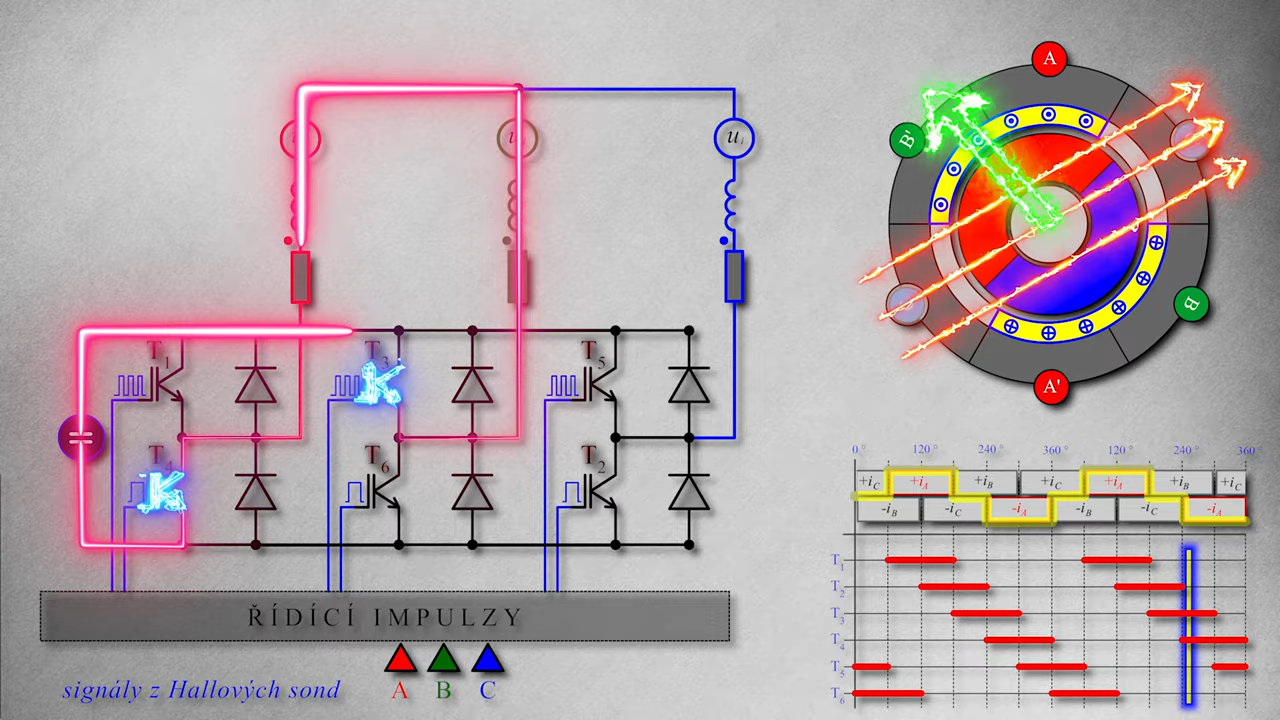 A
B'
B
A'
u
i
T1
T3
T5
T4
T6
T2
ŘÍDÍCÍ IMPULZY
A B C
signály z Hallových sond
0° 120° 240° 360° 120° 240° 360°
+iC +iA +iB +iC +iA +iB +iC
-iB -iC -iA -iB -iC -iA
T1
T2
T3
T4
T5
T6